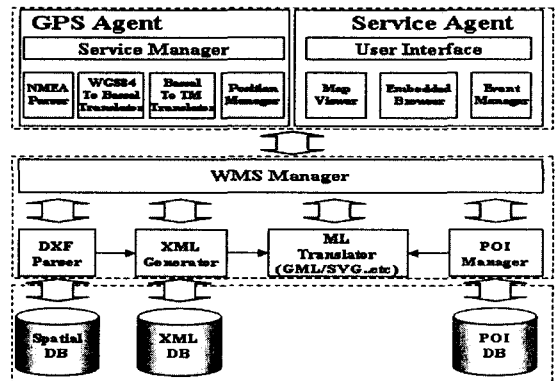 GPS Agent
Service Manager
NMEA
Parser
WGS84
To Bessel
Translator
Bessel
To TM
Translator
Position
Manager
Service Agent
User Interface
Map
Viewer
Embedded
Browser
Event
Manager
WMS Manager
DXF
Parser
XML
Generator
ML
Translator
(GML/SVG..etc)
POI
Manager
Spatial
DB
XML
DB
POI
DB